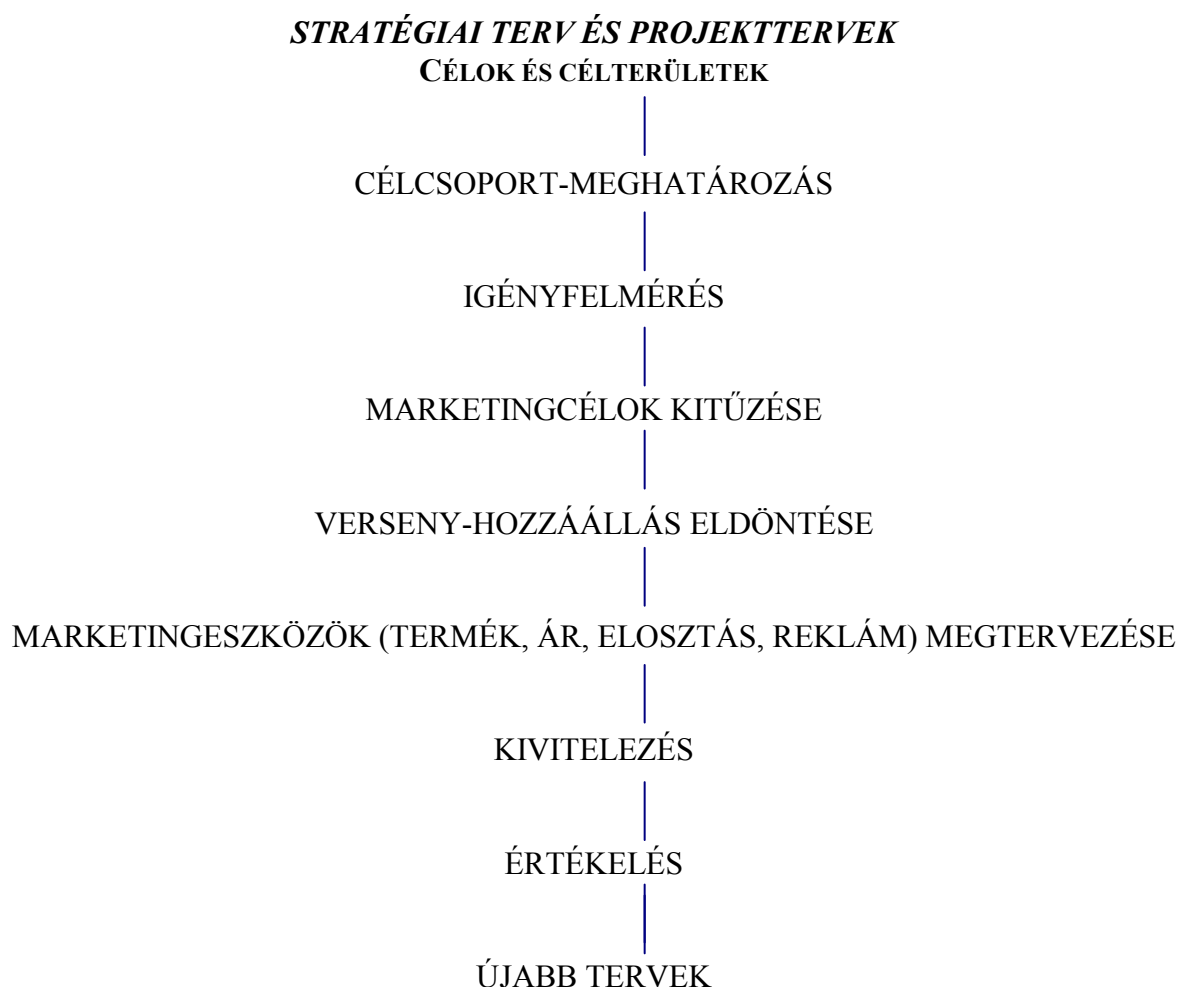 STRATÉGIAI TERV ÉS PROJEKTTERVEK
CÉLOK ÉS CÉLTERÜLETEK
CÉLCSOPORT-MEGHATÁROZÁS
IGÉNYFELMÉRÉS
MARKETINGCÉLOK KITŰZÉSE
VERSENY-HOZZÁÁLLÁS ELDÖNTÉSE
MARKETINGESZKÖZÖK (TERMÉK, ÁR, ELOSZTÁS, REKLÁM) MEGTERVEZÉSE
KIVITELEZÉS
ÉRTÉKELÉS
ÚJABB TERVEK